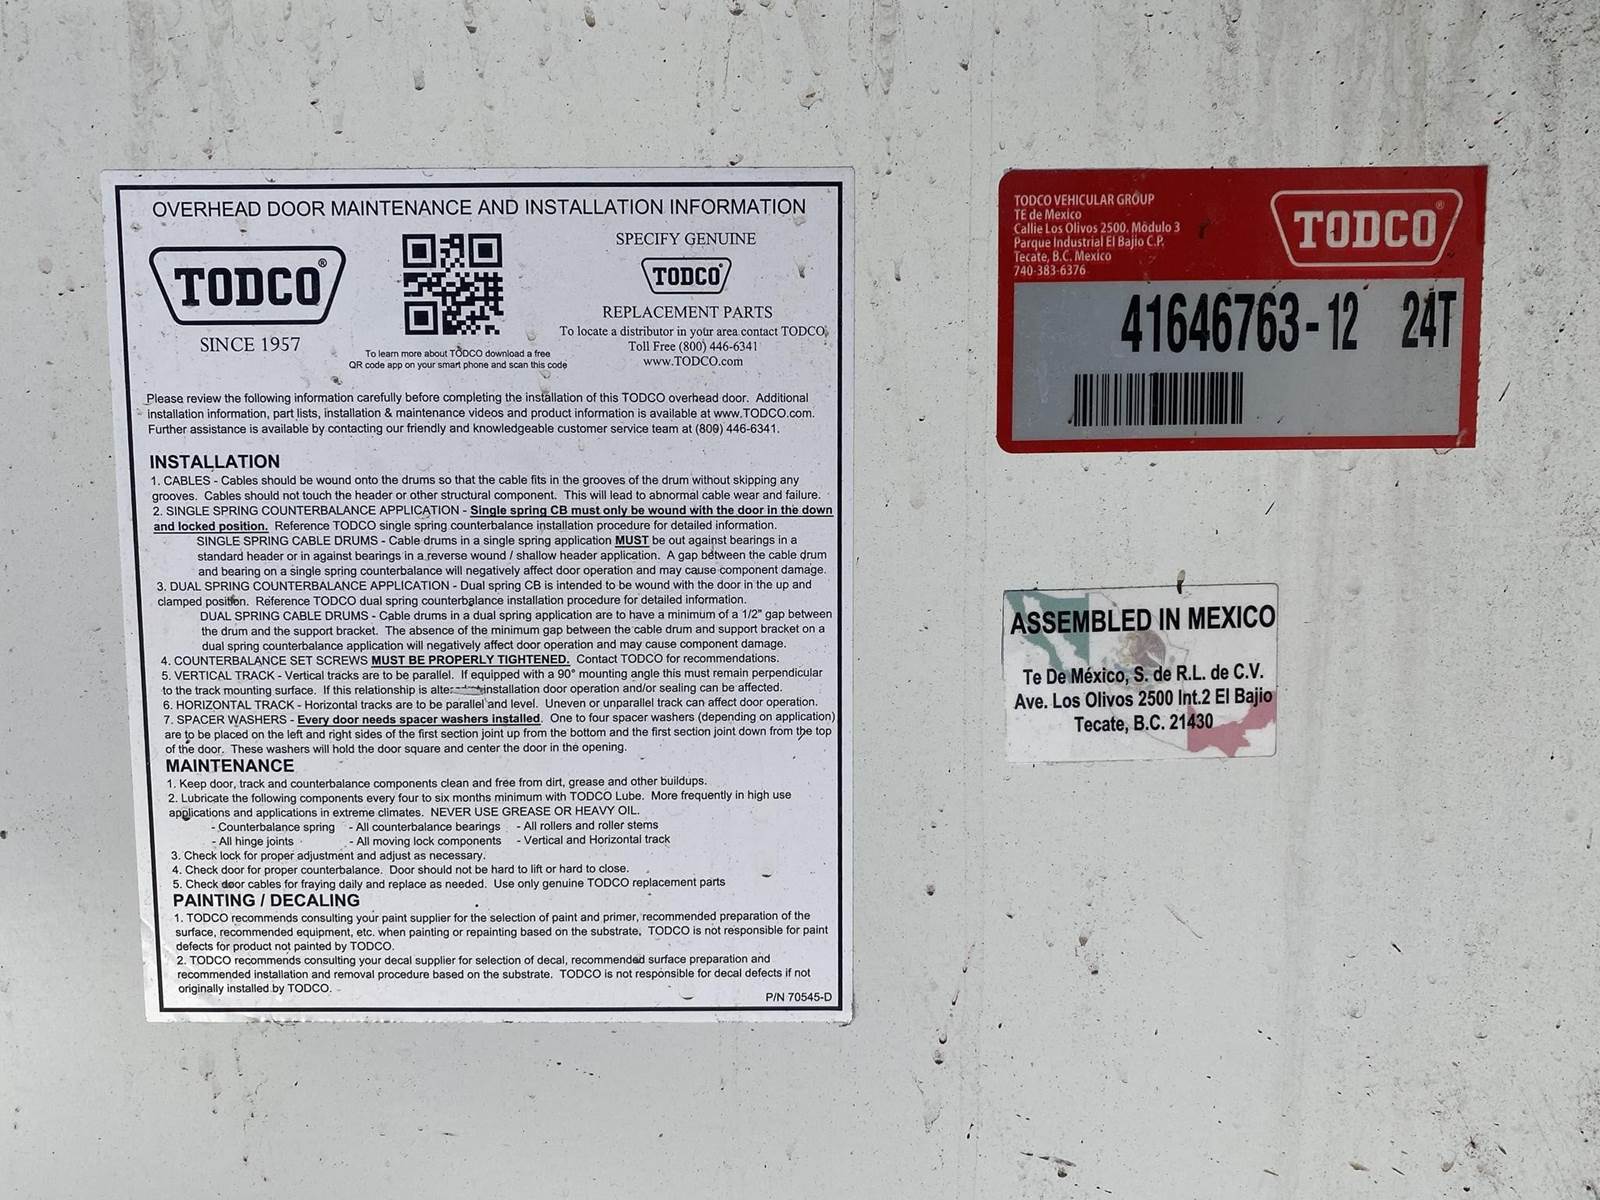 OVERHEAD DOOR MAINTENANCE AND INSTALLATION INFORMATION
TODCO®
SINCE 1957
To learn more about TODCO download a free
QR code app on your smart phone and scan this code
SPECIFY GENUINE
TODCO®
REPLACEMENT PARTS
To locate a distributor in your area contact TODCO,
Toll Free (800) 446-6341
www.TODCO.com
Please review the following information carefully before completing the installation of this TODCO overhead door. Additional
installation information, part lists, installation & maintenance videos and product information is available at www.TODCO.com.
Further assistance is available by contacting our friendly and knowledgeable customer service team at (800) 446-6341.
INSTALLATION
1. CABLES - Cables should be wound onto the drums so that the cable fits in the grooves of the drum without skipping any
grooves. Cables should not touch the header or other structural component. This will lead to abnormal cable wear and failure.
2. SINGLE SPRING COUNTERBALANCE APPLICATION - Single spring CB must only be wound with the door in the down
and locked position. Reference TODCO single spring counterbalance installation procedure for detailed information.
SINGLE SPRING CABLE DRUMS - Cable drums in a single spring application MUST be out against bearings in a
standard header or in against bearings in a reverse wound / shallow header application. A gap between the cable drum
and bearing on a single spring counterbalance will negatively affect door operation and may cause component damage.
3. DUAL SPRING COUNTERBALANCE APPLICATION - Dual spring CB is intended to be wound with the door in the up and
clamped position. Reference TODCO dual spring counterbalance installation procedure for detailed information.
DUAL SPRING CABLE DRUMS - Cable drums in a dual spring application are to have a minimum of a 1/2" gap between
the drum and the support bracket. The absence of the minimum gap between the cable drum and support bracket on a
dual spring counterbalance application will negatively affect door operation and may cause component damage.
4. COUNTERBALANCE SET SCREWS MUST BE PROPERLY TIGHTENED. Contact TODCO for recommendations.
5. VERTICAL TRACK - Vertical tracks are to be parallel. If equipped with a 90° mounting angle this must remain perpendicular
to the track mounting surface. If this relationship is installation door operation and/or sealing can be affected.
6. HORIZONTAL TRACK - Horizontal tracks are to be parallel and level. Uneven or unparallel track can affect door operation.
7. SPACER WASHERS - Every door needs spacer washers installed. One to four spacer washers (depending on application)
are to be placed on the left and right sides of the first section joint up from the bottom and the first section joint down from the top
of the door. These washers will hold the door square and center the door in the opening.
MAINTENANCE
1. Keep door, track and counterbalance components clean and free from dirt, grease and other buildups.
2. Lubricate the following components every four to six months minimum with TODCO Lube. More frequently in high use
applications and applications in extreme climates. NEVER USE GREASE OR HEAVY OIL.
- Counterbalance spring - All counterbalance bearings - All rollers and roller stems
- All hinge joints - All moving lock components - Vertical and Horizontal track
3. Check lock for proper adjustment and adjust as necessary.
4. Check door for proper counterbalance. Door should not be hard to lift or hard to close.
5. Check door cables for fraying daily and replace as needed. Use only genuine TODCO replacement parts
PAINTING / DECALING
1. TODCO recommends consulting your paint supplier for the selection of paint and primer, recommended preparation of the
surface, recommended equipment, etc. when painting or repainting based on the substrate, TODCO is not responsible for paint
defects for product not painted by TODCO.
2. TODCO recommends consulting your decal supplier for selection of decal, recommended surface preparation and
recommended installation and removal procedure based on the substrate. TODCO is not responsible for decal defects if not
originally installed by TODCO.
P/N 70545-D
TODCO VEHICULAR GROUP
TE de Mexico
Callie Los Olivos 2500. Módulo 3
Parque Industrial El Bajio C.P.
Tecate, B.C. Mexico
740-383-6376
TODCO®
41646763-12 24T
ASSEMBLED IN MEXICO
Te De México, S. de R.L. de C.V.
Ave. Los Olivos 2500 Int.2 El Bajio
Tecate, B.C. 21430